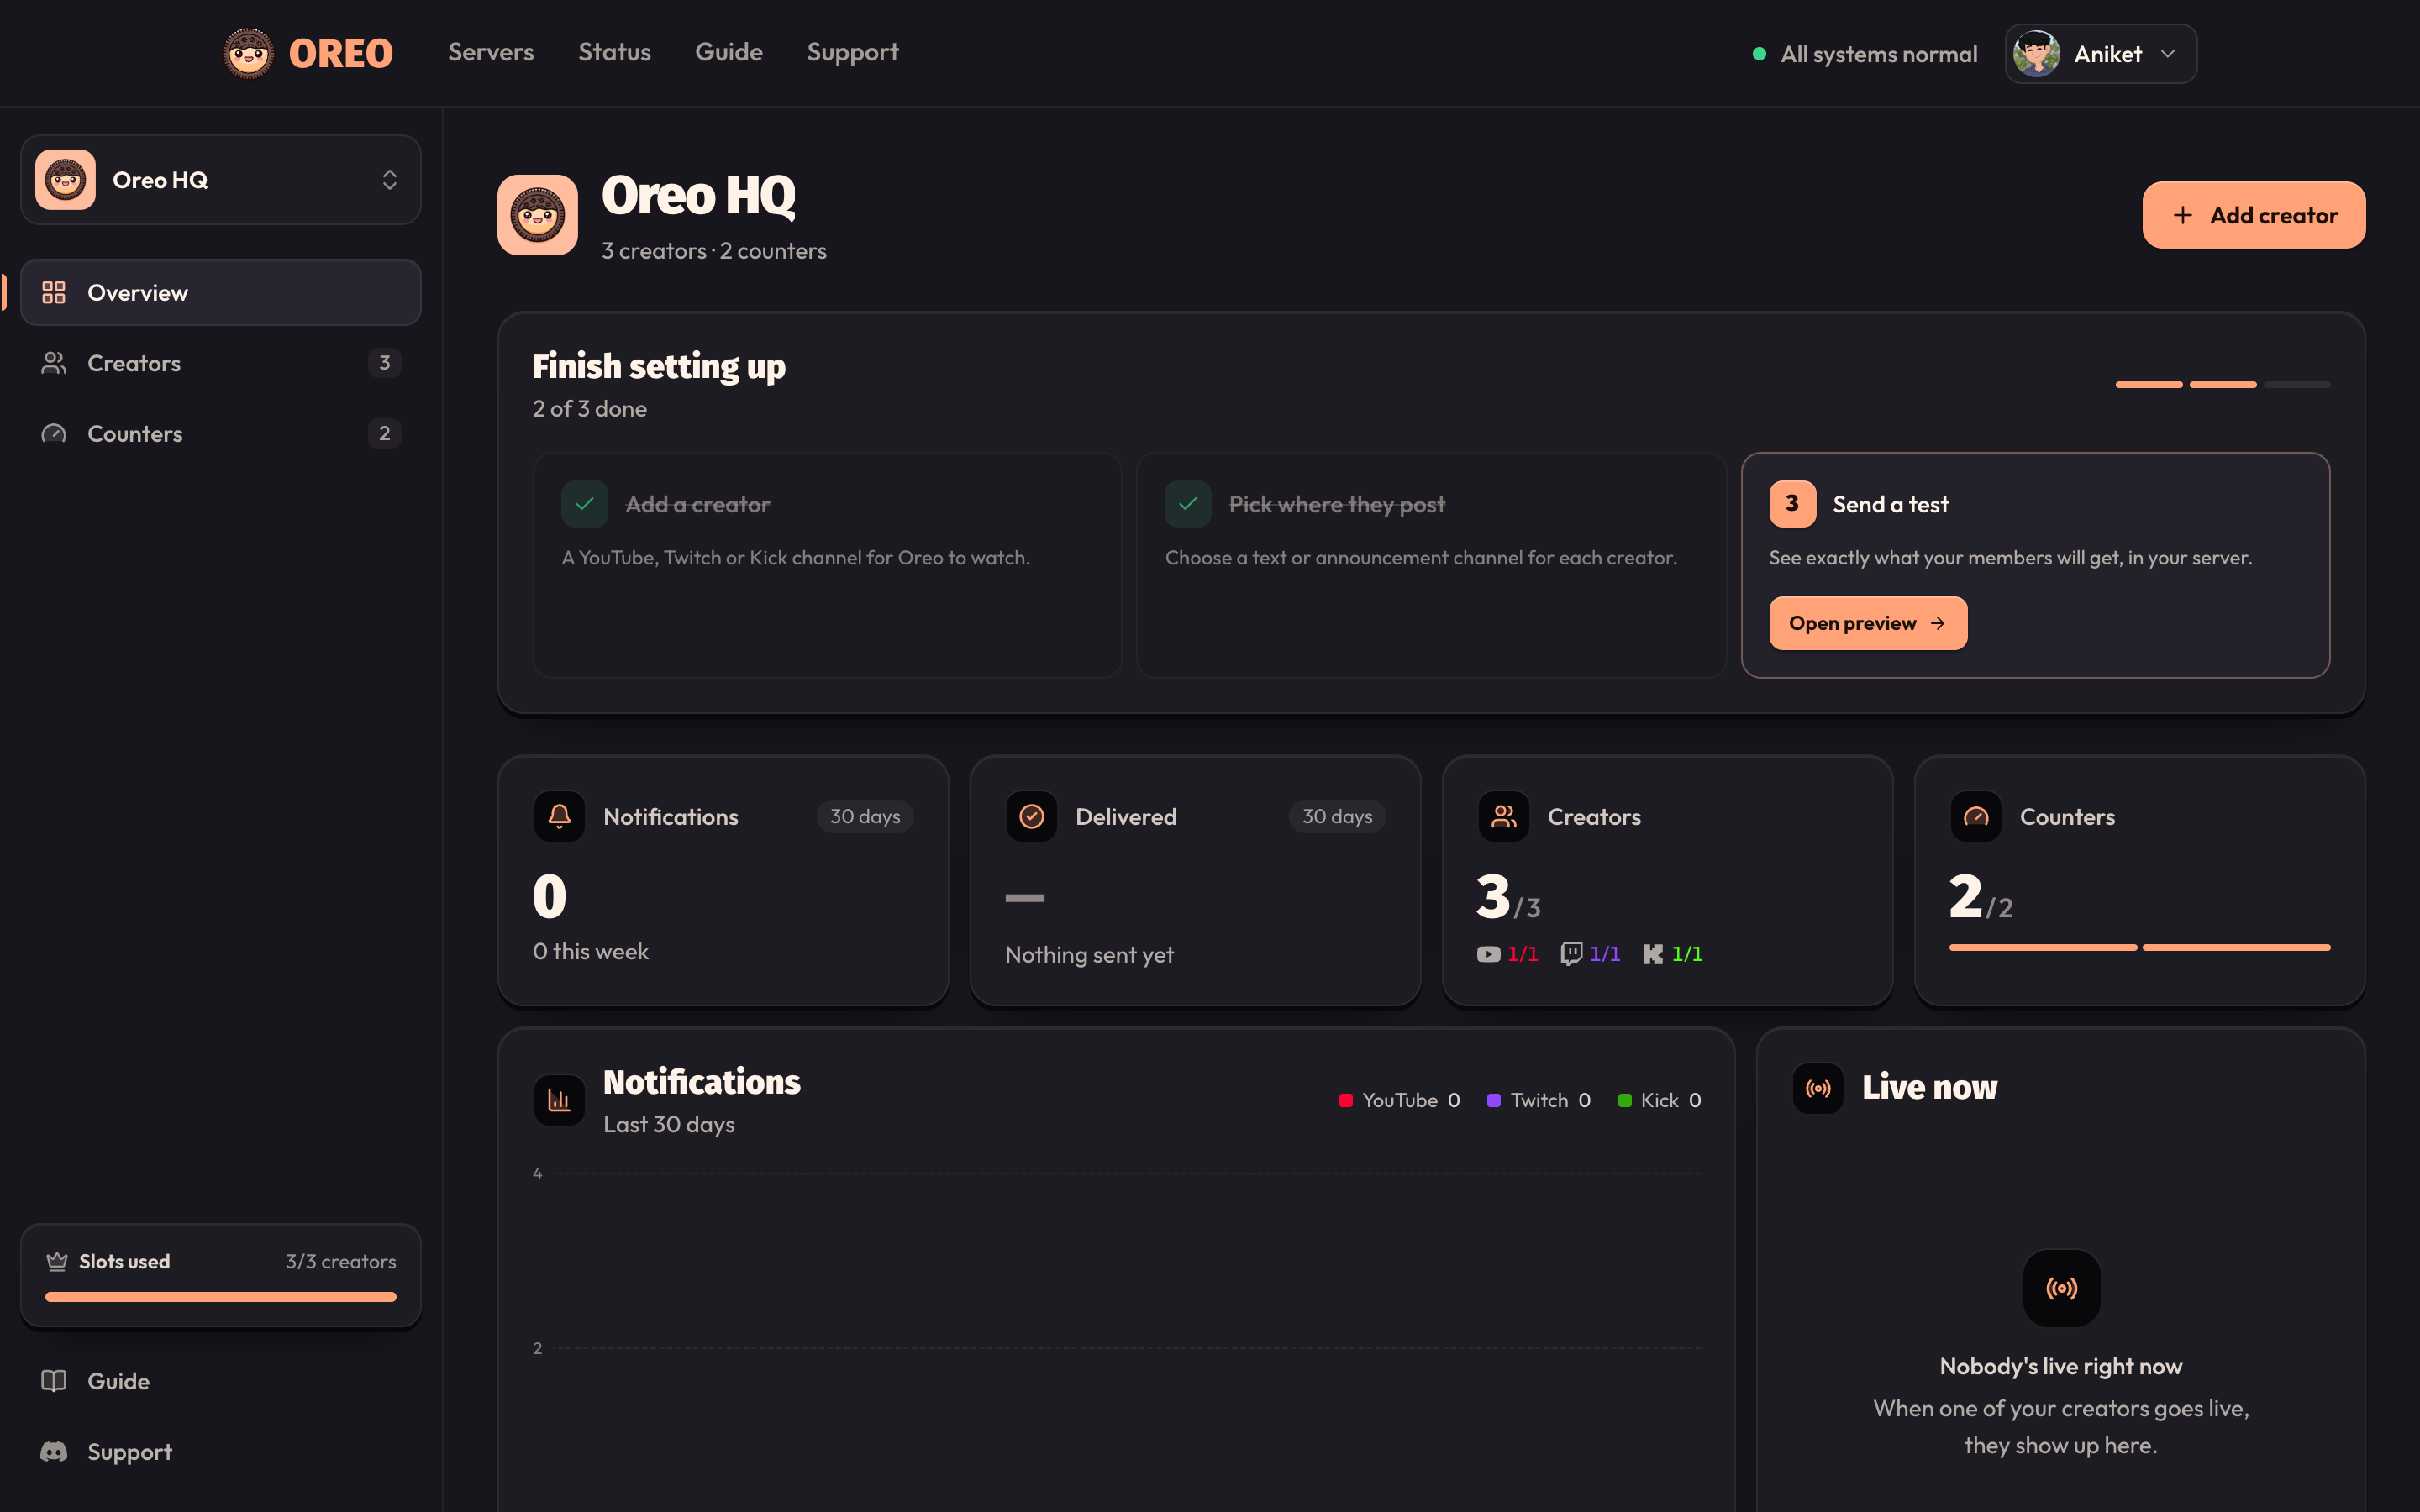 OREO
Servers
Status
Guide
Support
All systems normal
Aniket
Oreo HQ
Overview
Creators
3
Counters
2
Slots used
3/3 creators
Guide
Support
Oreo HQ
3 creators · 2 counters
Add creator
Finish setting up
2 of 3 done
Add a creator
A YouTube, Twitch or Kick channel for Oreo to watch.
Pick where they post
Choose a text or announcement channel for each creator.
3
Send a test
See exactly what your members will get, in your server.
Open preview
Notifications
30 days
0
0 this week
Delivered
30 days
—
Nothing sent yet
Creators
3/3
1/1
1/1
1/1
Counters
2/2
Notifications
Last 30 days
YouTube 0
Twitch 0
Kick 0
4
2
Live now
Nobody's live right now
When one of your creators goes live,
they show up here.